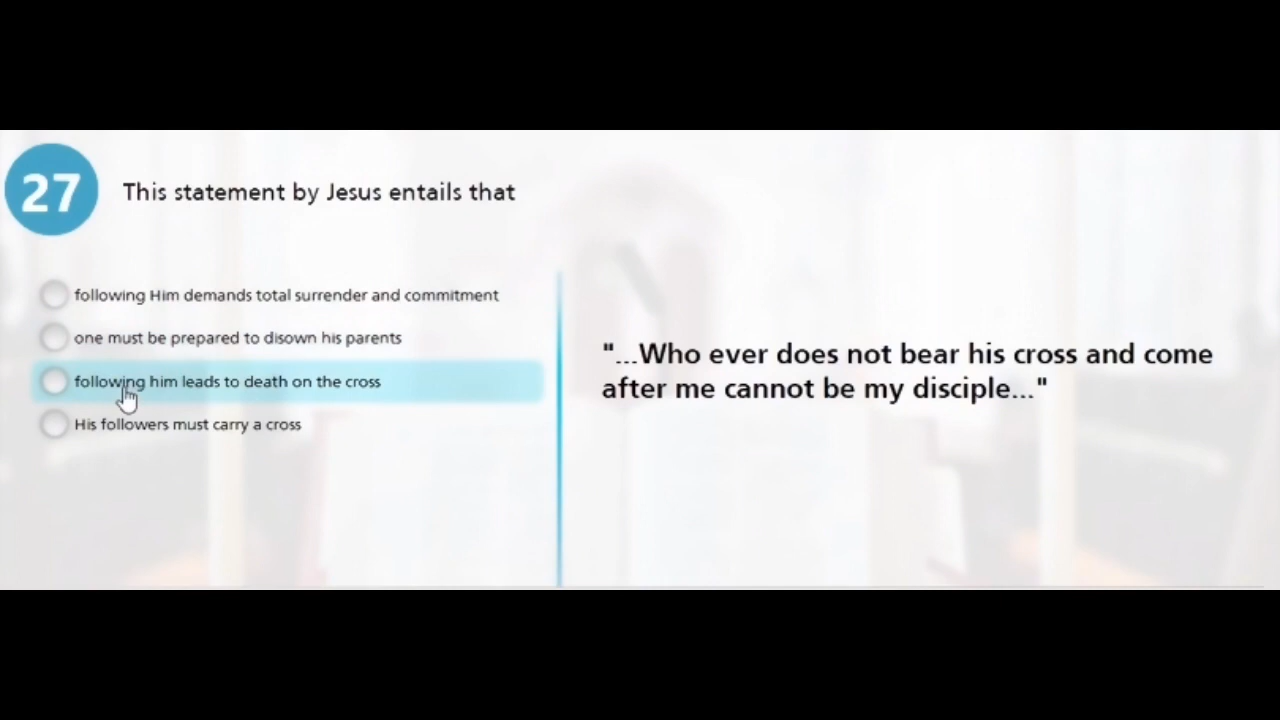 27
This statement by Jesus entails that
following Him demands total surrender and commitment
one must be prepared to disown his parents
following him leads to death on the cross
His followers must carry a cross
"...Who ever does not bear his cross and come
after me cannot be my disciple..."